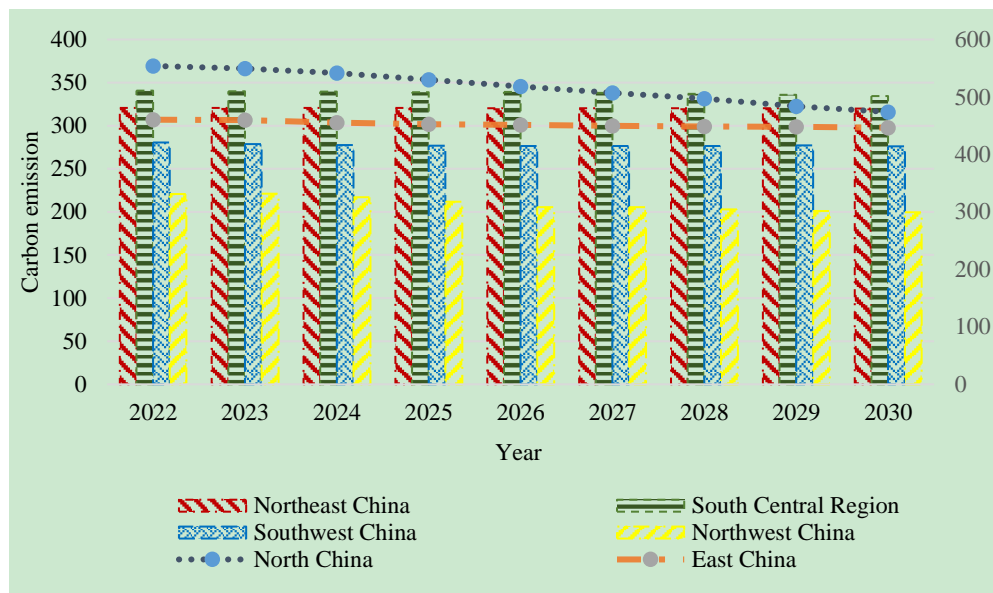 400
350
300
250
200
150
100
50
0
Carbon emission
600
500
400
300
200
100
0
2022 2023 2024 2025 2026 2027 2028 2029 2030
Year
Northeast China South Central Region
Southwest China Northwest China
North China East China